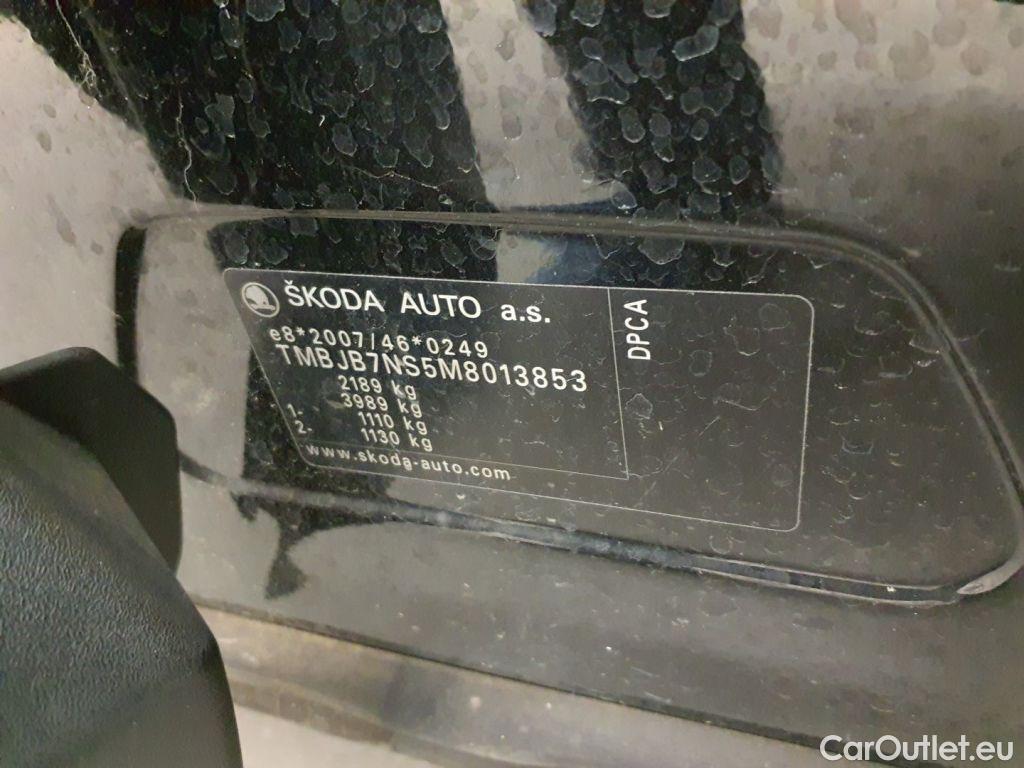 ŠKODA AUTO a.s.
e8*2007/46*0249
TMBJB7NS5M8013853
2189 kg
3989 kg
1- 1110 kg
2- 1130 kg
www.skoda-auto.com
DPCA
CarOutlet.eu